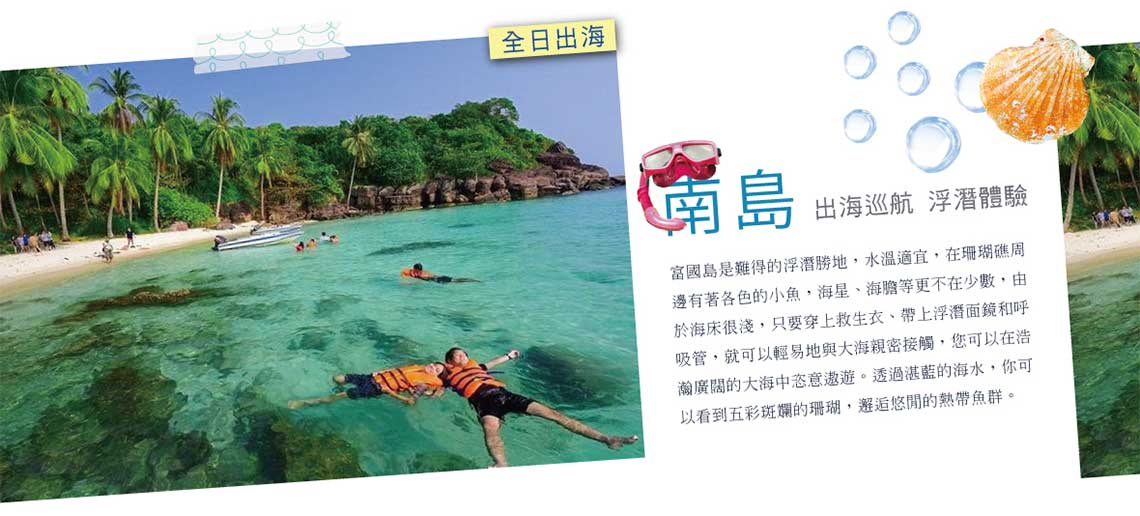 全日出海
南島 出海巡航 浮潛體驗
富國島是難得的浮潛勝地，水溫適宜，在珊瑚礁周
邊有著各色的小魚，海星、海膽等更不在少數，由
於海床很淺，只要穿上救生衣、帶上浮潛面鏡和呼
吸管，就可以輕易地與大海親密接觸，您可以在浩
瀚廣闊的大海中恣意遨遊。透過湛藍的海水，你可
以看到五彩斑斕的珊瑚，邂逅悠閒的熱帶魚群。